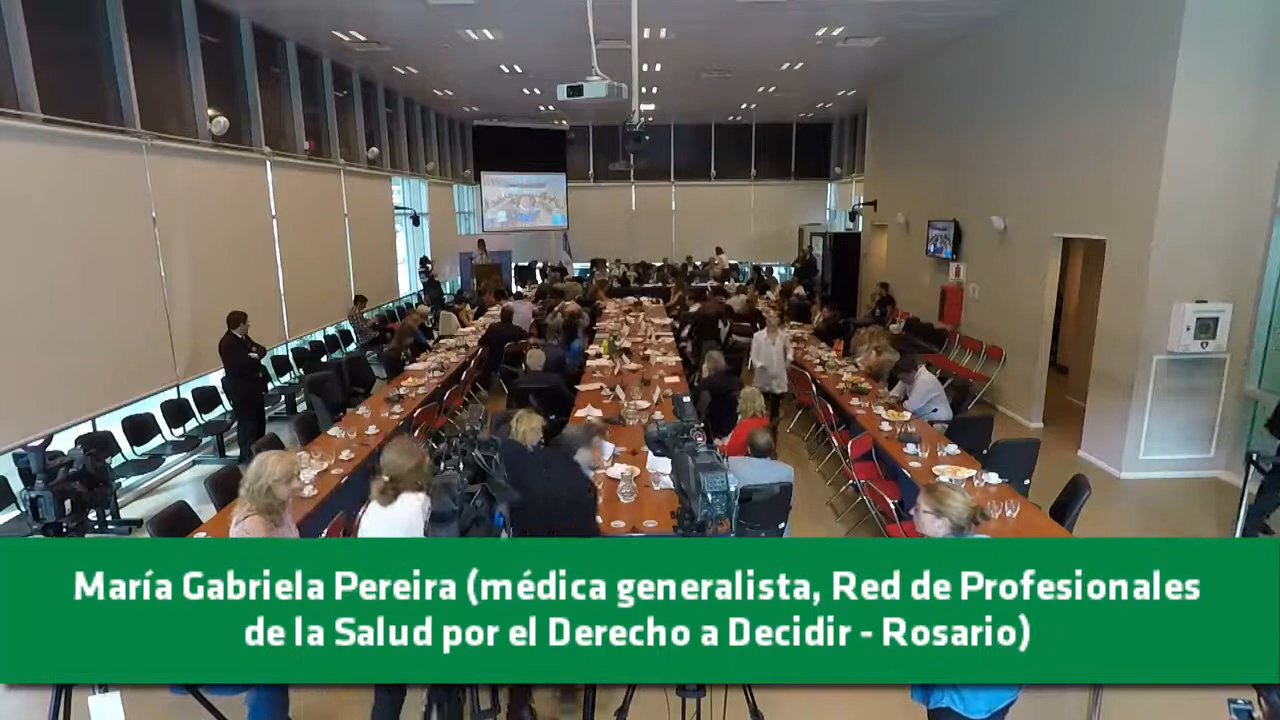 María Gabriela Pereira (médica generalista, Red de Profesionales
de la Salud por el Derecho a Decidir - Rosario)